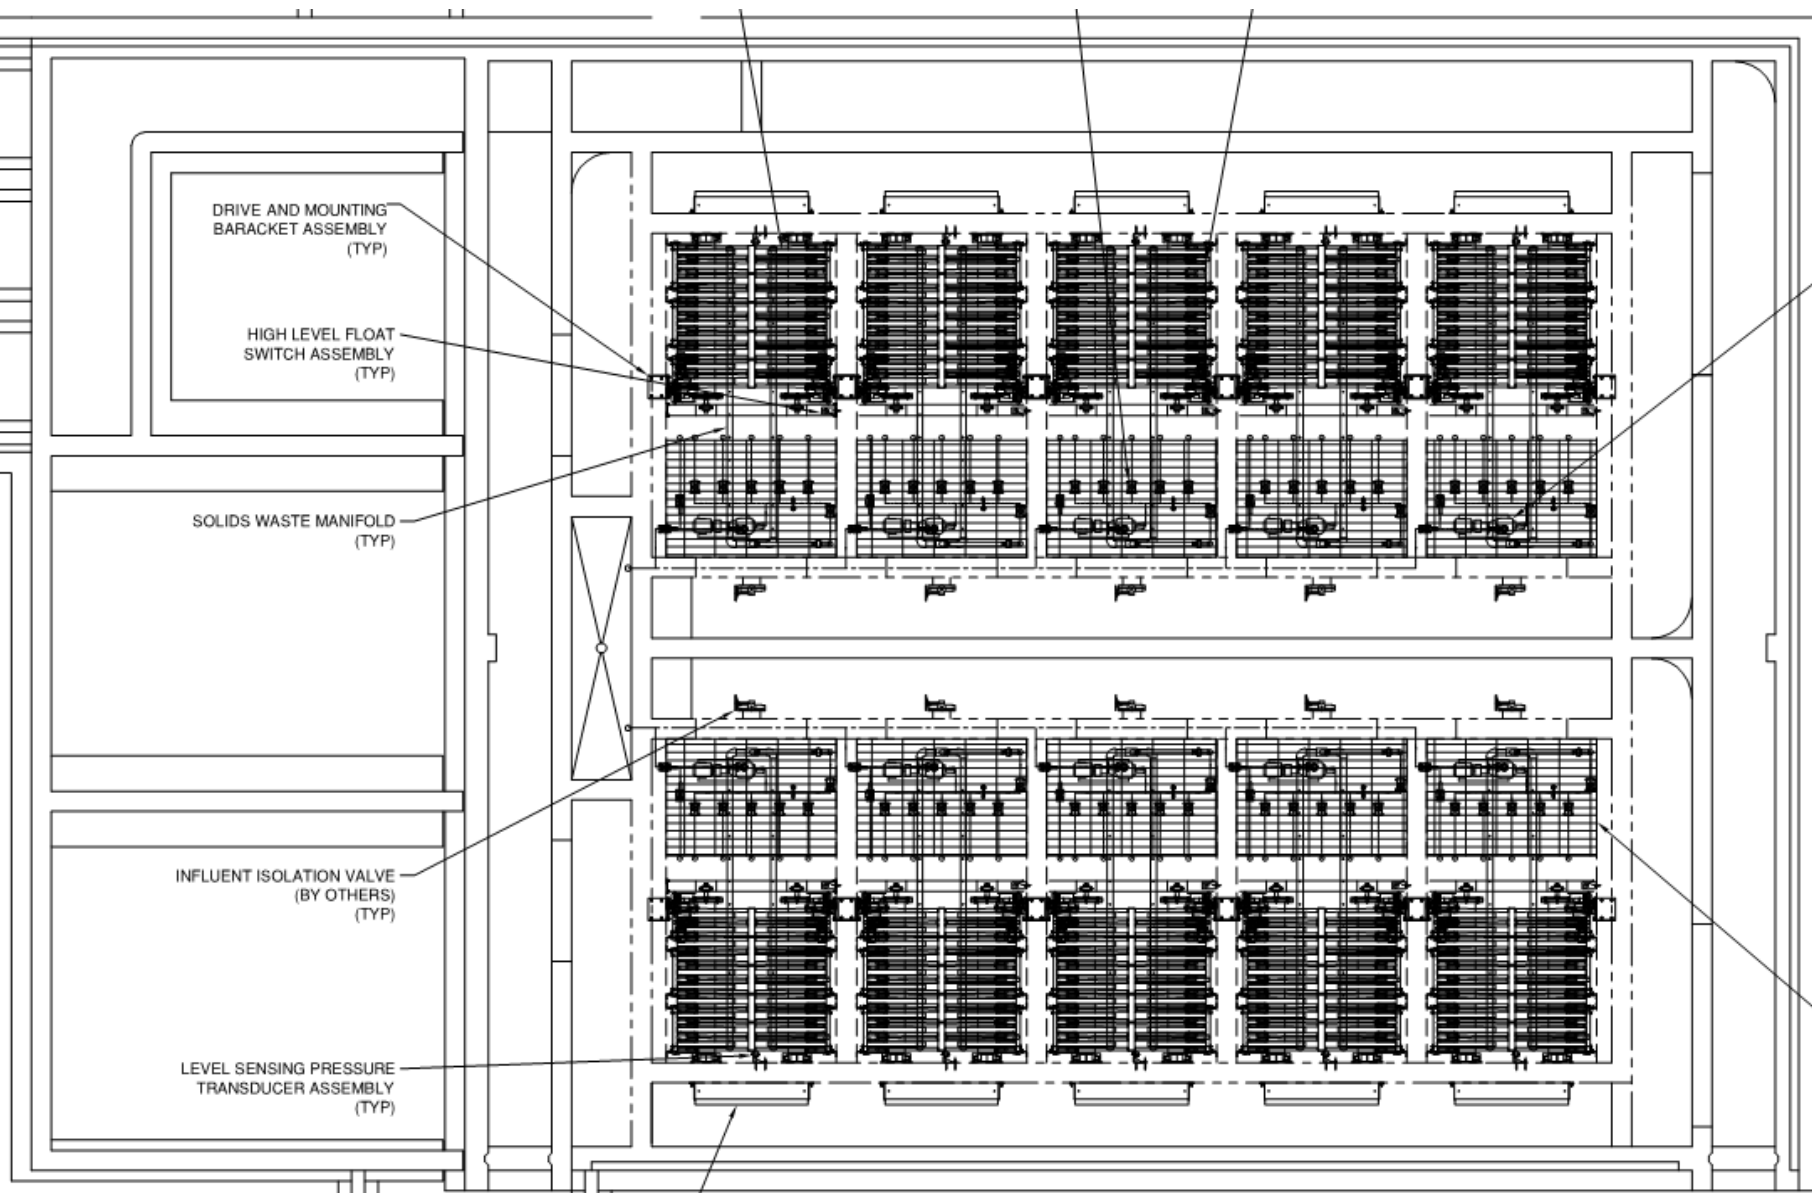 DRIVE AND MOUNTING
BARACKET ASSEMBLY
(TYP)
HIGH LEVEL FLOAT
SWITCH ASSEMBLY
(TYP)
SOLIDS WASTE MANIFOLD
(TYP)
INFLUENT ISOLATION VALVE
(BY OTHERS)
(TYP)
LEVEL SENSING PRESSURE
TRANSDUCER ASSEMBLY
(TYP)